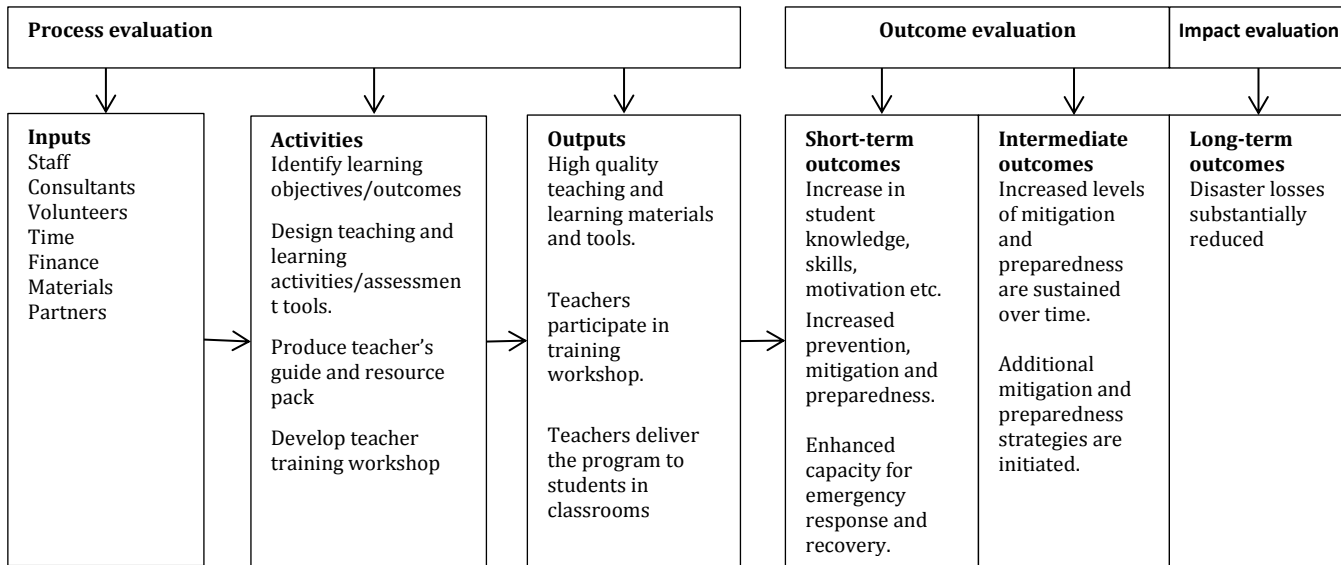 Process evaluation
Outcome evaluation
Impact evaluation
Inputs
Staff
Consultants
Volunteers
Time
Finance
Materials
Partners
Activities
Identify learning
objectives/outcomes
Design teaching and
learning
activities/assessmen
t tools.
Produce teacher’s
guide and resource
pack
Develop teacher
training workshop
Outputs
High quality
teaching and
learning materials
and tools.
Teachers
participate in
training
workshop.
Teachers deliver
the program to
students in
classrooms
Short-term
outcomes
Increase in
student
knowledge,
skills,
motivation etc.
Increased
prevention,
mitigation and
preparedness.
Enhanced
capacity for
emergency
response and
recovery.
Intermediate
outcomes
Increased levels
of mitigation
and
preparedness
are sustained
over time.
Additional
mitigation and
preparedness
strategies are
initiated.
Long-term
outcomes
Disaster losses
substantially
reduced